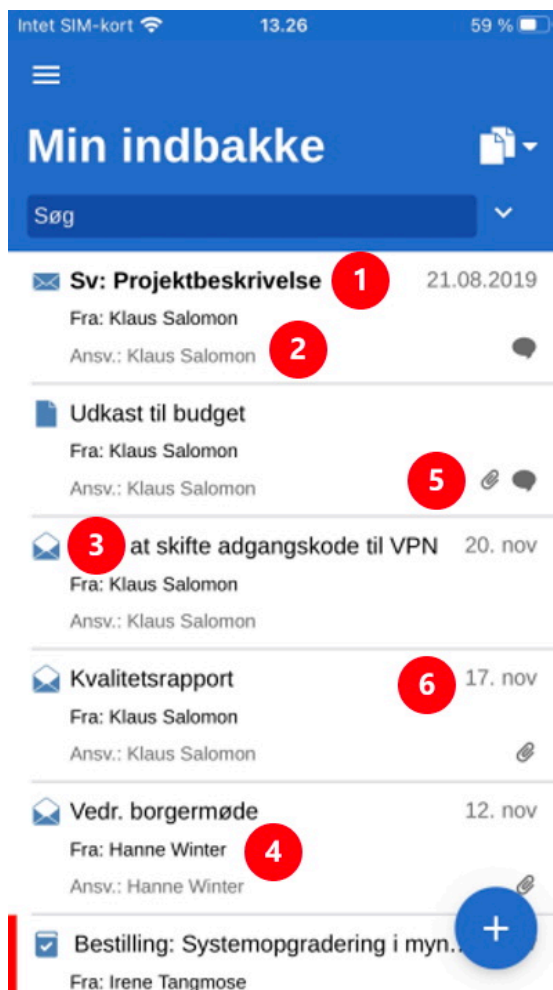 Intet SIM-kort 13.26 59 %
Min indbakke
Søg
Sv: Projektbeskrivelse 1 21.08.2019
Fra: Klaus Salomon
Ansv.: Klaus Salomon 2
Udkast til budget
Fra: Klaus Salomon
Ansv.: Klaus Salomon 5
3 at skifte adgangskode til VPN 20. nov
Fra: Klaus Salomon
Ansv.: Klaus Salomon
Kvalitetsrapport 6 17. nov
Fra: Klaus Salomon
Ansv.: Klaus Salomon
Vedr. borgermøde 12. nov
Fra: Hanne Winter 4
Ansv.: Hanne Winter
Bestilling: Systemopgradering i myn..
Fra: Irene Tangmose